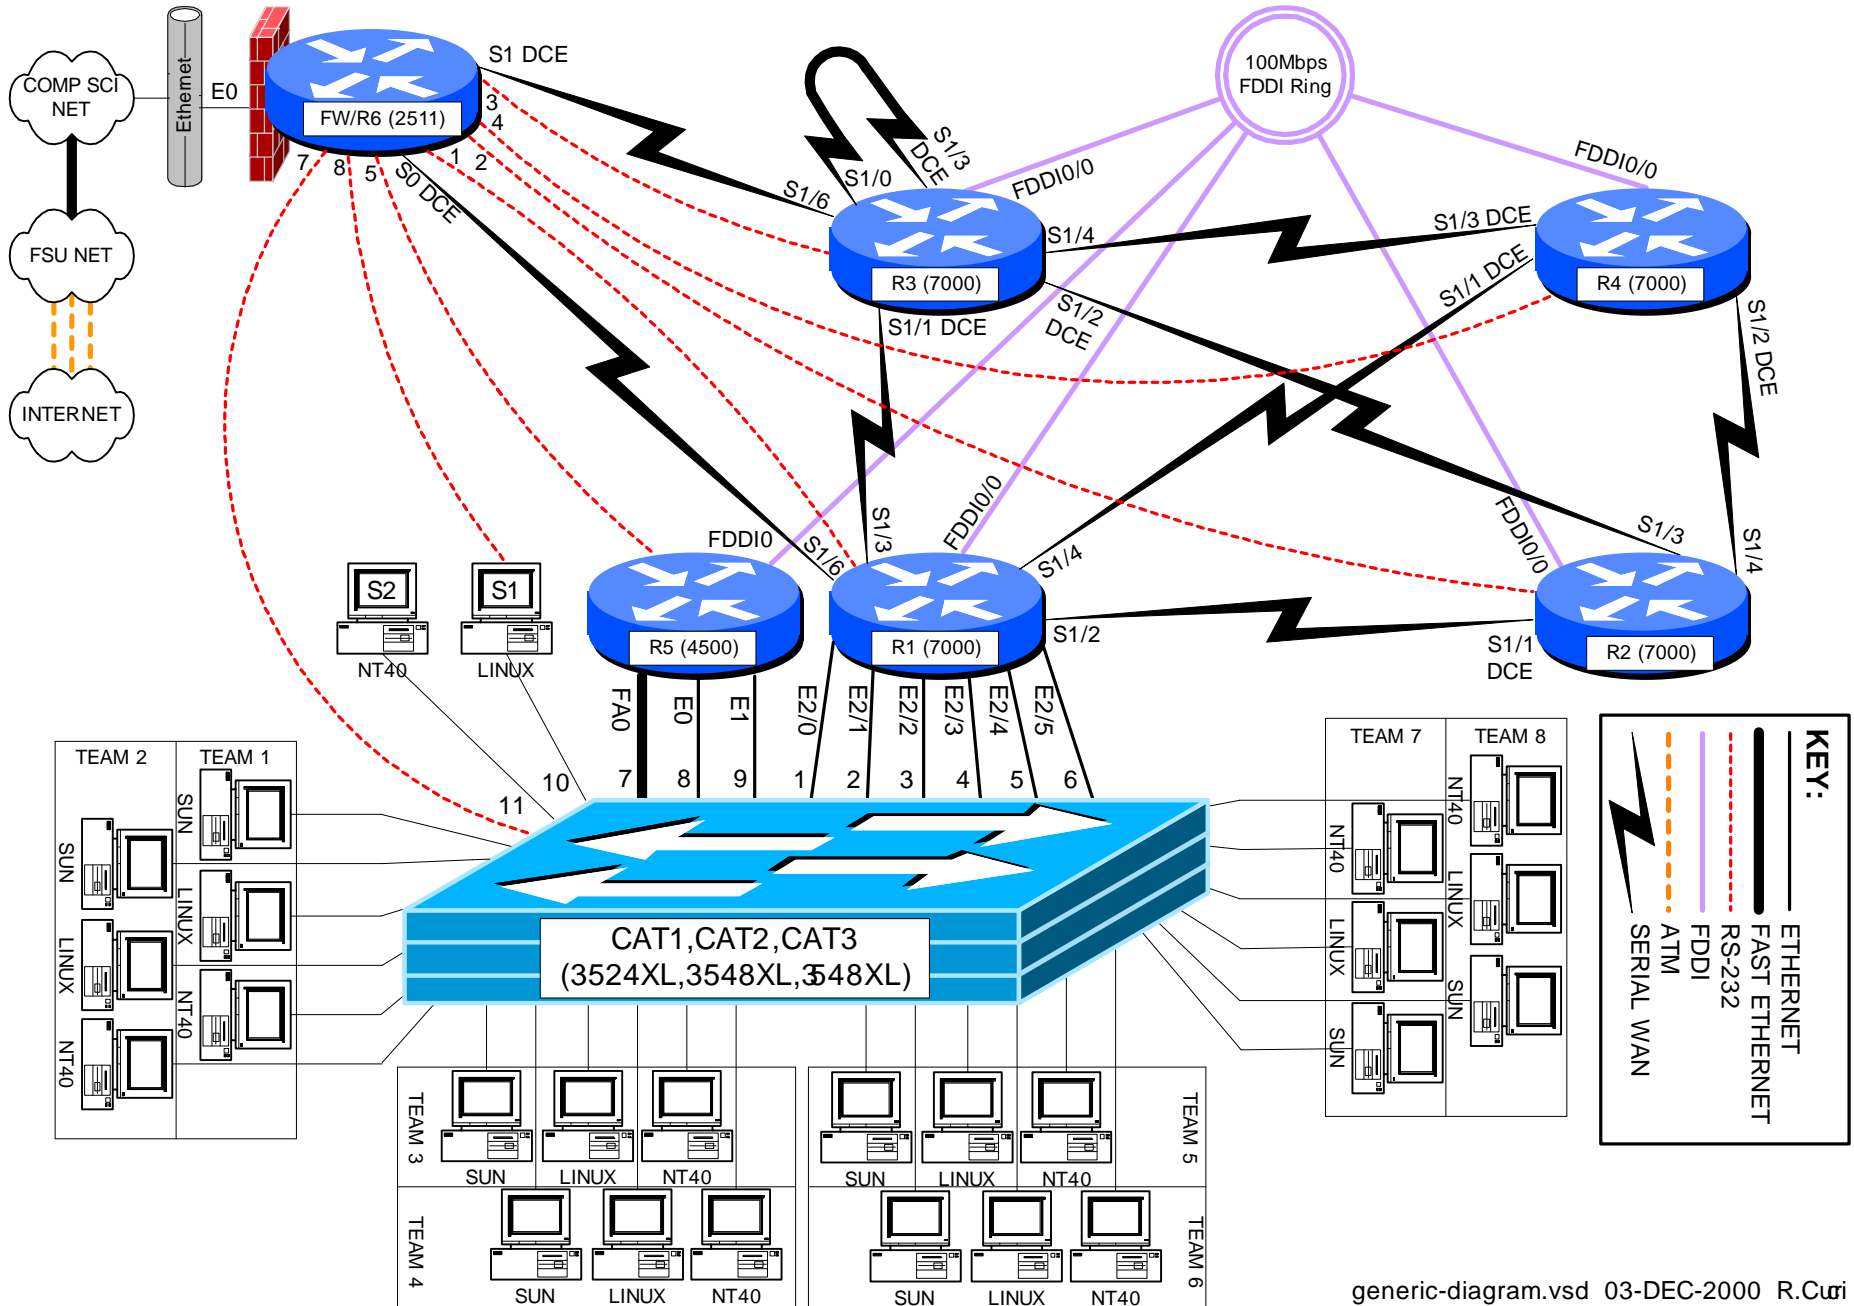 COMP SCI
NET
Ethernet
E0
FW/R6 (2511)
S1 DCE
3
4
1
2
7
8
5
S0 DCE
FSU NET
INTERNET
100Mbps
FDDI Ring
S1/6
S1/0
S1/3
DCE
FDDI0/0
R3 (7000)
S1/4
S1/3 DCE
S1/1 DCE
FDDI0/0
R4 (7000)
S1/1 DCE
S1/2
DCE
S1/2 DCE
S2
NT40
S1
LINUX
FDDI0
R5 (4500)
S1/6
S1/3
FDDI0/0
R1 (7000)
S1/4
S1/2
FDDI0/0
S1/3
S1/4
S1/1
DCE
R2 (7000)
FA0
E0
E1
E2/0
E2/1
E2/2
E2/3
E2/4
E2/5
11
10
7
8
9
1
2
3
4
5
6
CAT1,CAT2,CAT3
(3524XL,3548XL,3548XL)
TEAM 2
TEAM 1
SUN
SUN
LINUX
LINUX
NT40
NT40
TEAM 7
TEAM 8
NT40
NT40
LINUX
LINUX
SUN
SUN
KEY:
ETHERNET
FAST ETHERNET
RS-232
FDDI
ATM
SERIAL WAN
TEAM 3
SUN
LINUX
NT40
TEAM 4
SUN
LINUX
NT40
TEAM 5
SUN
LINUX
NT40
TEAM 6
SUN
LINUX
NT40
generic-diagram.vsd 03-DEC-2000